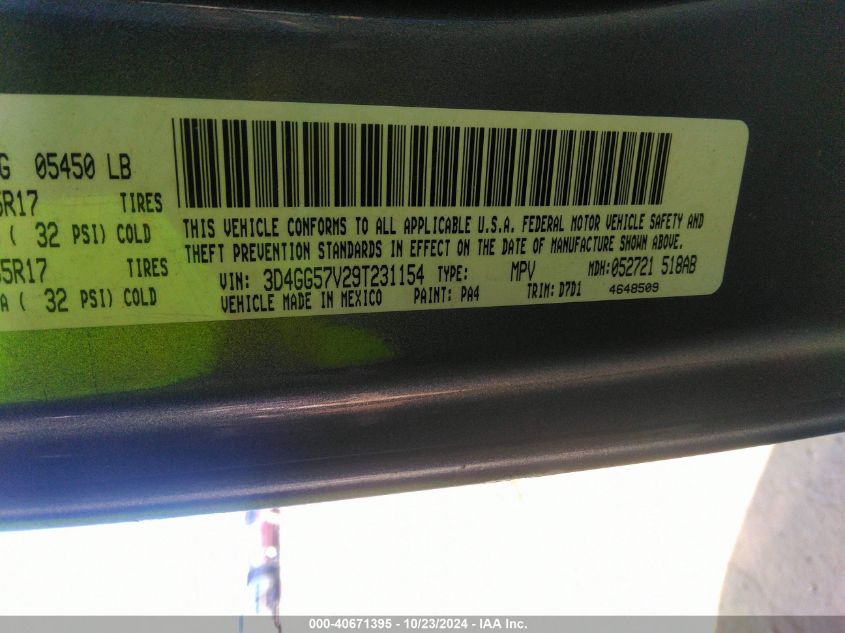 G 05450 LB
5R17 TIRES
( 32 PSI) COLD
5R17 TIRES
A ( 32 PSI) COLD
THIS VEHICLE CONFORMS TO ALL APPLICABLE U.S.A. FEDERAL MOTOR VEHICLE SAFETY AND
THEFT PREVENTION STANDARDS IN EFFECT ON THE DATE OF MANUFACTURE SHOWN ABOVE.
VIN: 3D4GG57V29T231154 TYPE: MPV MDH: 052721 518AB
VEHICLE MADE IN MEXICO PAINT: PA4 TRIM: D7D1 4648509
000-40671395 - 10/23/2024 - IAA Inc.